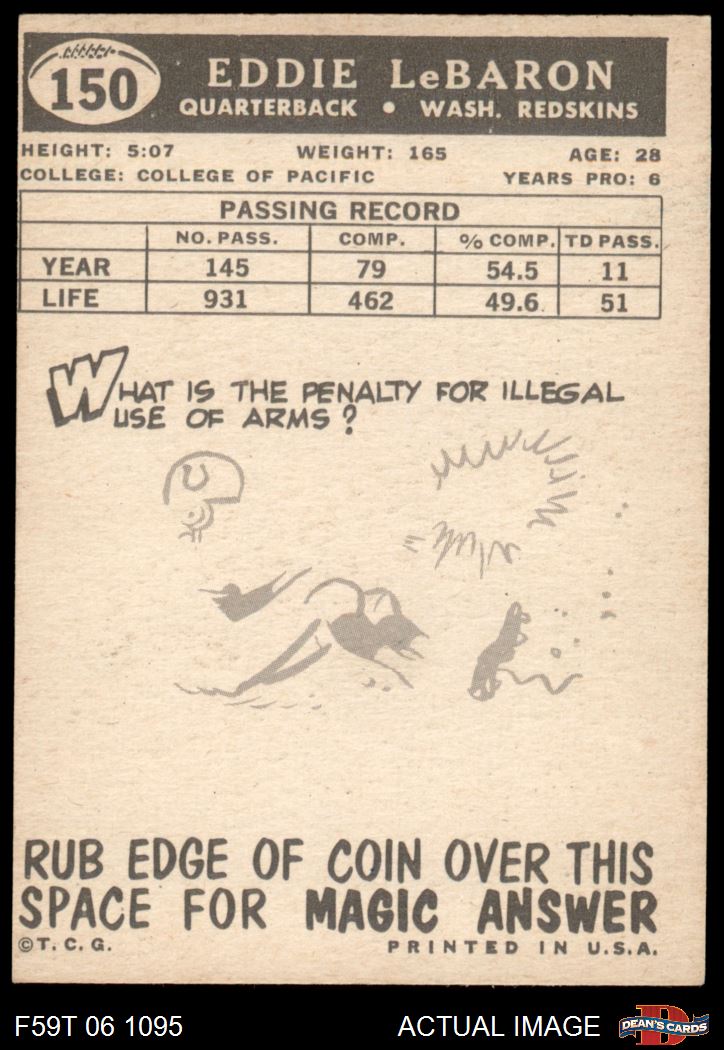 150
EDDIE LeBARON
QUARTERBACK • WASH. REDSKINS
HEIGHT: 5:07 WEIGHT: 165 AGE: 28
COLLEGE: COLLEGE OF PACIFIC YEARS PRO: 6
PASSING RECORD
NO. PASS. COMP. % COMP. TD PASS.
YEAR 145 79 54.5 11
LIFE 931 462 49.6 51
WHAT IS THE PENALTY FOR ILLEGAL
USE OF ARMS?
RUB EDGE OF COIN OVER THIS
SPACE FOR MAGIC ANSWER
©T.C.G. PRINTED IN U.S.A.
F59T 06 1095 ACTUAL IMAGE DEAN'S CARDS